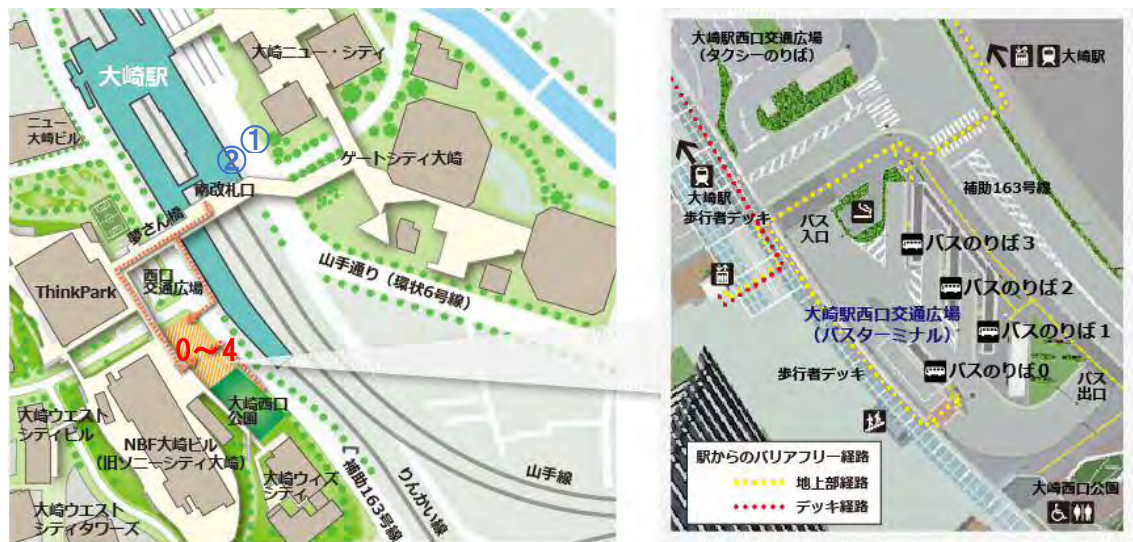 大崎ニュー・シティ
大崎駅
ニュー
大崎ビル
①
②
ゲートシティ大崎
南改札口
夢さん橋
山手通り（環状6号線）
ThinkPark
西口
交通広場
0～4
大崎西口
公園
大崎ウエスト
シティビル
NBF大崎ビル
（旧ソニーシティ大崎）
大崎ウィズ
シティ
大崎ウエスト
シティタワーズ
補助163号線
りんかい線
山手線
大崎駅西口交通広場
（タクシーのりば）
大崎駅
大崎駅
歩行者デッキ
補助163号線
バス
入口
バスのりば3
バスのりば2
大崎駅西口交通広場
（バスターミナル）
バスのりば1
バスのりば0
歩行者デッキ
バス
出口
駅からのバリアフリー経路
地上部経路
デッキ経路
大崎西口公園